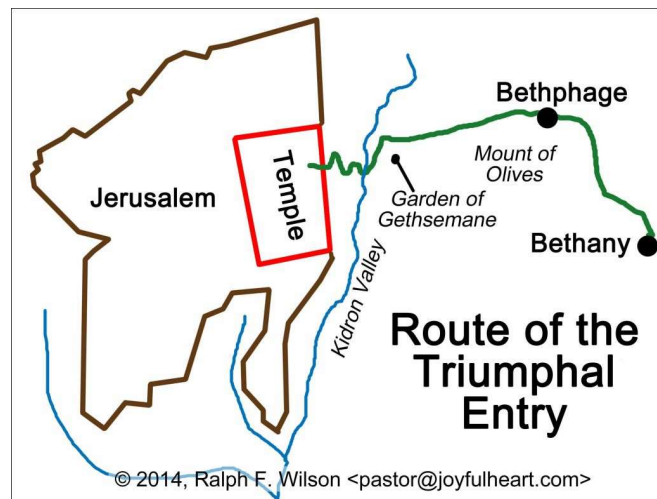 Bethphage
Mount of
Olives
Temple
Jerusalem
Garden of
Gethsemane
Bethany
Kidron Valley
Route of the
Triumphal
Entry
© 2014, Ralph F. Wilson <pastor@joyfulheart.com>